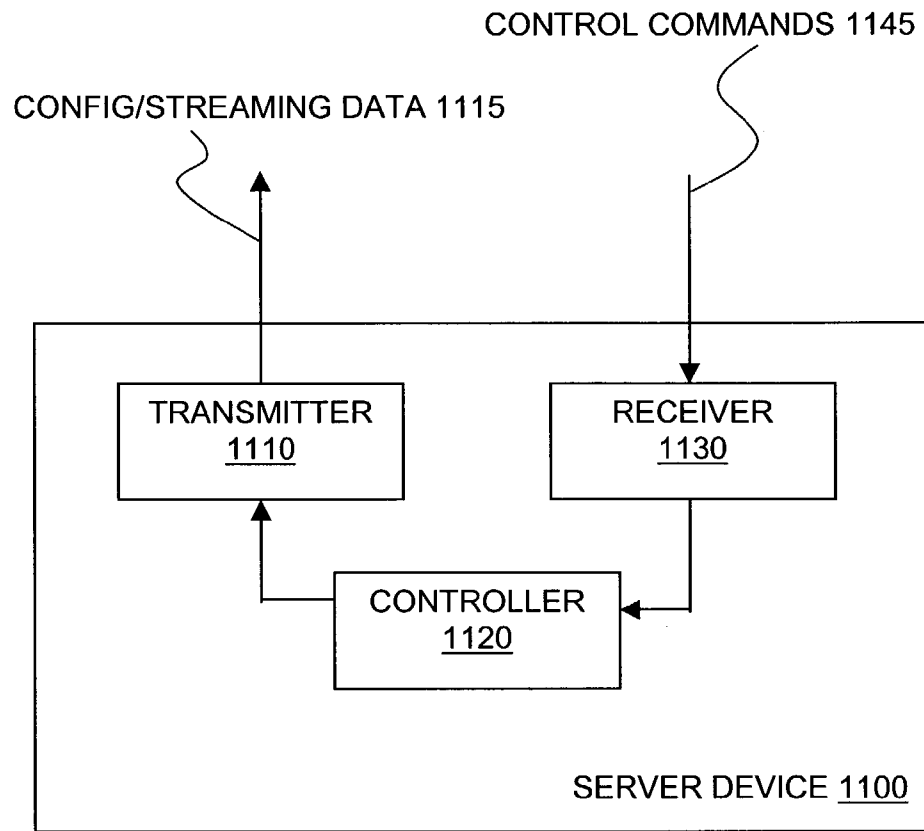 CONTROL COMMANDS 1145
CONFIG/STREAMING DATA 1115
TRANSMITTER
1110
RECEIVER
1130
CONTROLLER
1120
SERVER DEVICE 1100